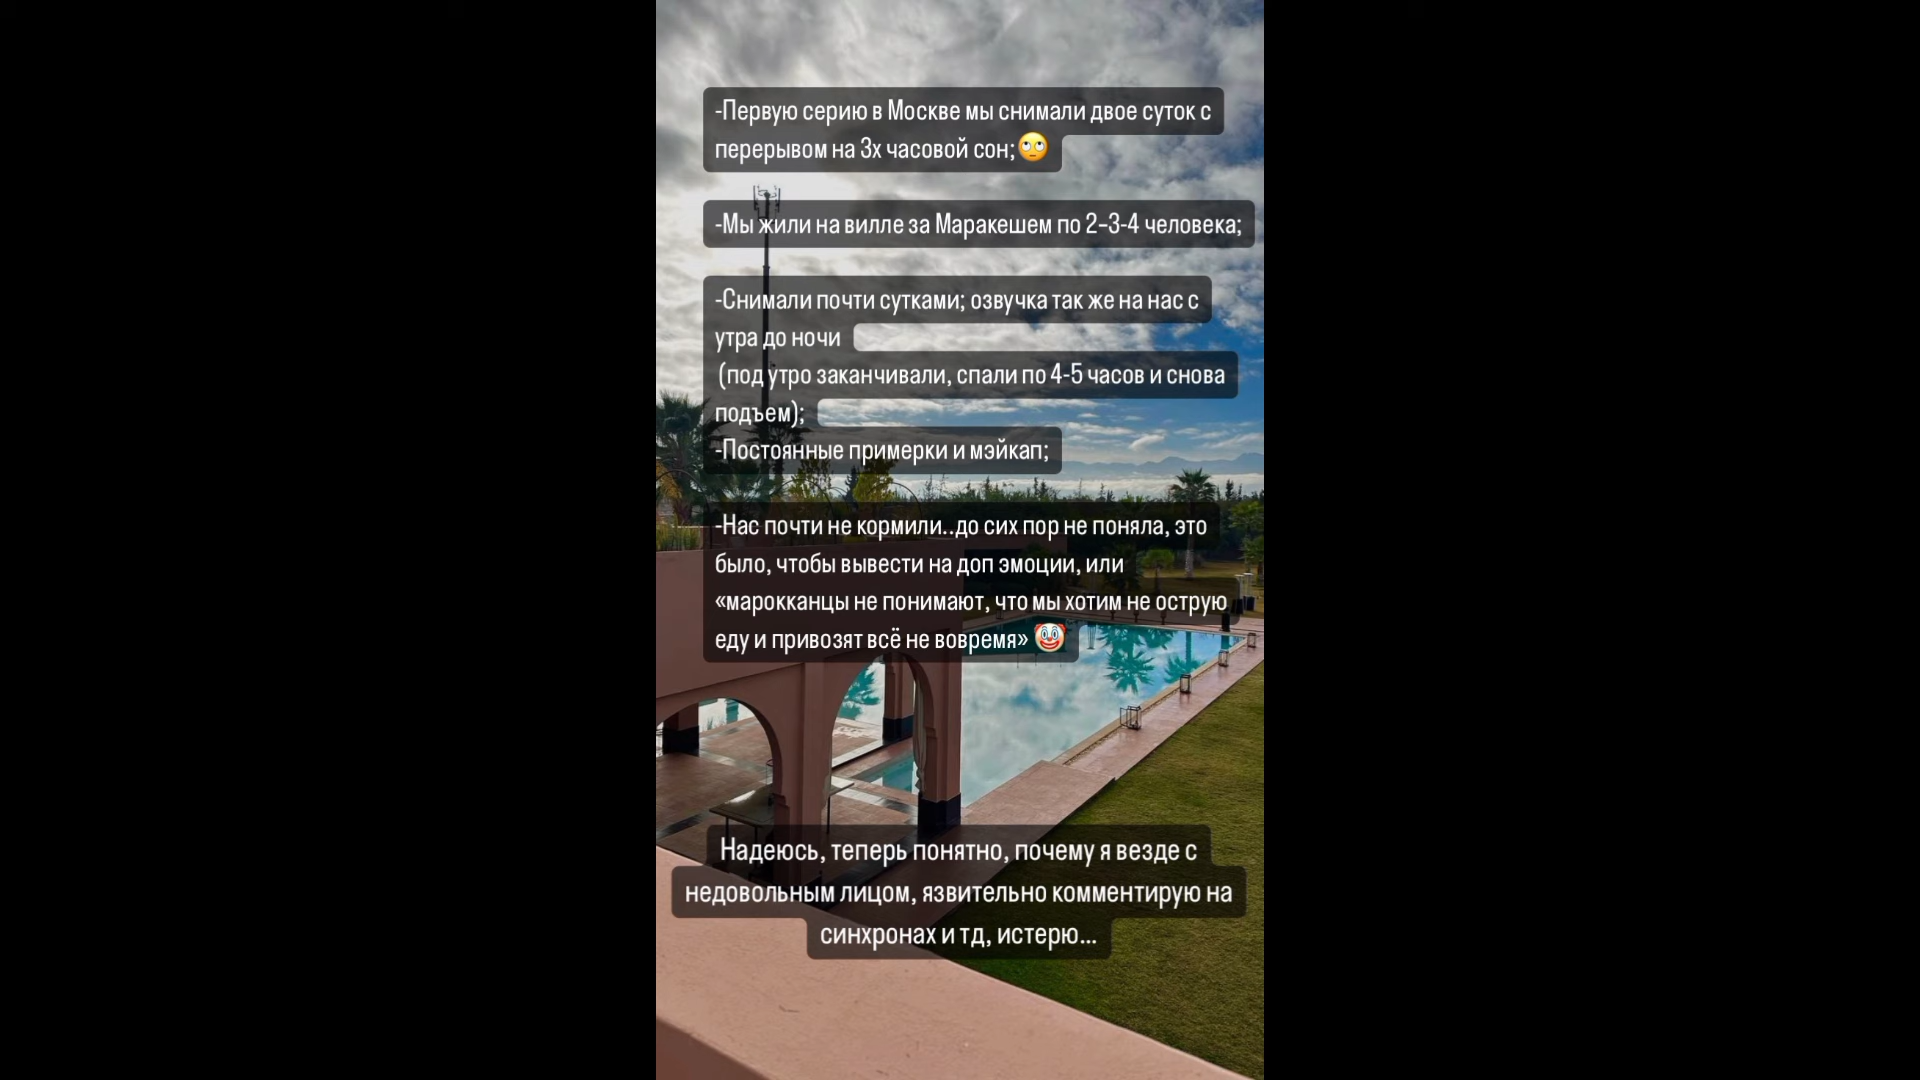 -Первую серию в Москве мы снимали двое суток с
перерывом на 3х часовой сон;🙄
-Мы жили на вилле за Маракешем по 2-3-4 человека;
-Снимали почти сутками; озвучка так же на нас с
утра до ночи
(под утро заканчивали, спали по 4-5 часов и снова
подъем);
-Постоянные примерки и мэйкап;
-Нас почти не кормили..до сих пор не поняла, это
было, чтобы вывести на доп эмоции, или
«марокканцы не понимают, что мы хотим не острую
еду и привозят всё не вовремя» 🤡
Надеюсь, теперь понятно, почему я везде с
недовольным лицом, язвительно комментирую на
синхронах и тд, истерю...